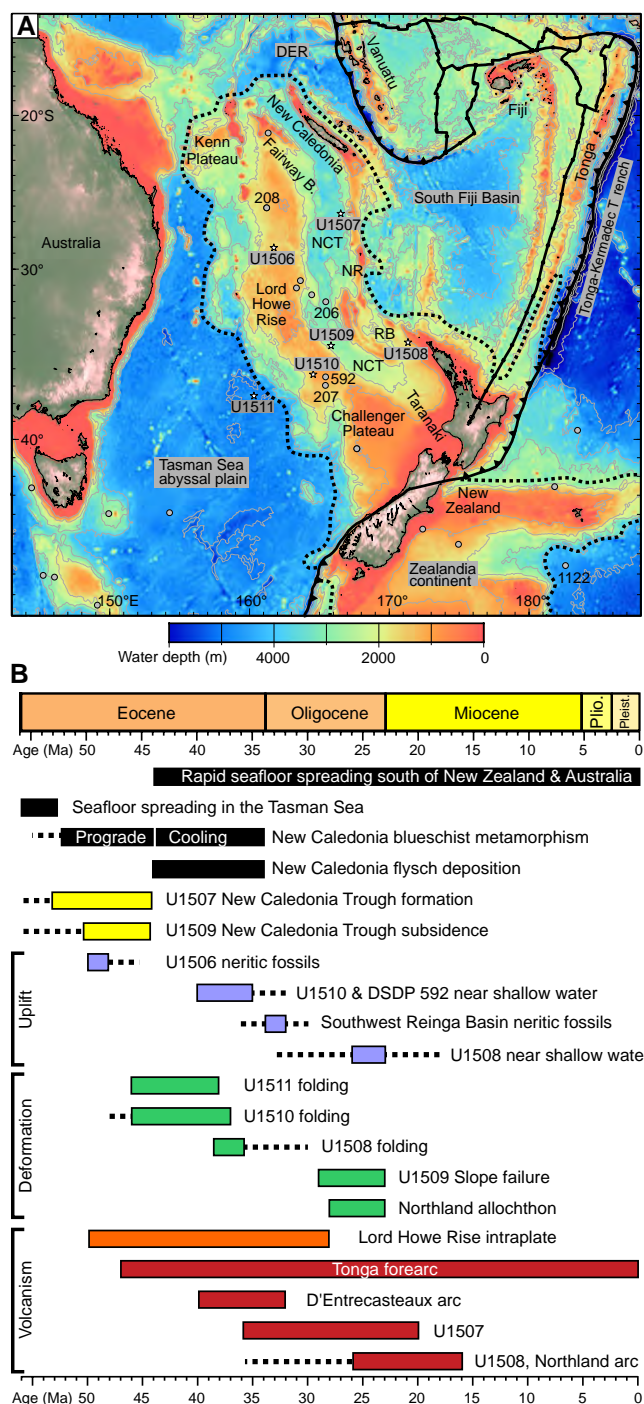 A
DER
Vanuatu
20°S
Fiji
New Caledonia
Kenn
Plateau
Fairway B.
Tonga
208
South Fiji Basin
U1507
Australia
NCT
U1506
Tonga-Kermadec Trench
30°
NR
Lord
Howe
Rise
206
U1509
RB
U1508
U1510
NCT
592
U1511
207
Challenger
Plateau
Taranaki
40°
Tasman Sea
abyssal plain
New
Zealand
Zealandia
continent
1122
150°E
160°
170°
180°
Water depth (m)
4000
2000
0
B
Eocene
Oligocene
Miocene
Plio.
Pleist.
Age (Ma)
50
45
40
35
30
25
20
15
10
5
0
Rapid seafloor spreading south of New Zealand & Australia
Seafloor spreading in the Tasman Sea
Prograde
Cooling
New Caledonia blueschist metamorphism
New Caledonia flysch deposition
U1507 New Caledonia Trough formation
U1509 New Caledonia Trough subsidence
Uplift
U1506 neritic fossils
U1510 & DSDP 592 near shallow water
Southwest Reinga Basin neritic fossils
U1508 near shallow wate
Deformation
U1511 folding
U1510 folding
U1508 folding
U1509 Slope failure
Northland allochthon
Volcanism
Lord Howe Rise intraplate
Tonga forearc
D'Entrecasteaux arc
U1507
U1508, Northland arc
Age (Ma)
50
45
40
35
30
25
20
15
10
5
0